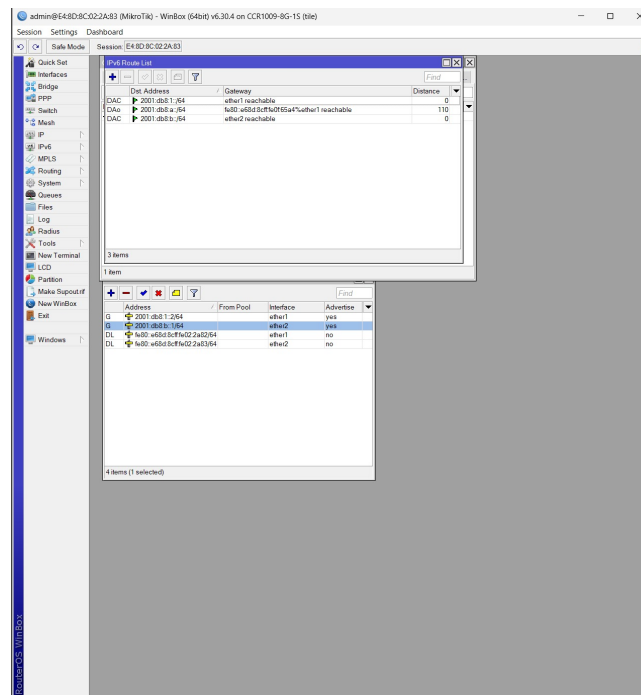 admin@E4:8D:8C:02:2A:83 (MikroTik) - WinBox (64bit) v6.30.4 on CCR1009-8G-1S (tile)
Session Settings Dashboard
Safe Mode Session: E4:8D:8C:02:2A:83
Quick Set
Interfaces
Bridge
PPP
Switch
Mesh
IP
IPv6
MPLS
Routing
System
Queues
Files
Log
Radius
Tools
New Terminal
LCD
Partition
Make Supout.rif
New WinBox
Exit
Windows
RouterOS WinBox
IPv6 Route List
Find
Dst. Address Gateway Distance
DAC 2001:db8:1::/64 ether1 reachable 0
DAo 2001:db8:a::/64 fe80::e68d:8cff:fe0f:65a4%ether1 reachable 110
DAC 2001:db8:b::/64 ether2 reachable 0
3 items
1 item
Find
Address From Pool Interface Advertise
G 2001:db8:1::2/64 ether1 yes
G 2001:db8:b::1/64 ether2 yes
DL fe80::e68d:8cff:fe02:2a82/64 ether1 no
DL fe80::e68d:8cff:fe02:2a83/64 ether2 no
4 items (1 selected)